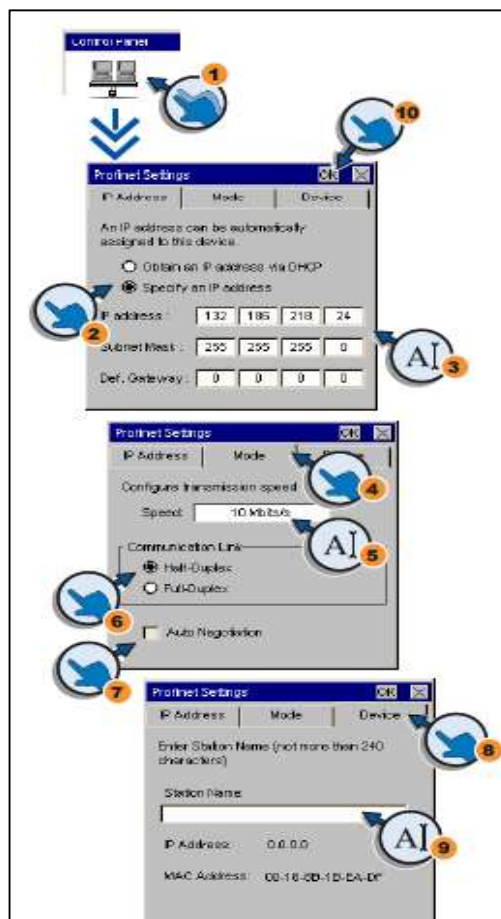 Control Panel
1
10
Profinet Settings OK
IP Address Mode Device
An IP address can be automatically
assigned to this device.
Obtain an IP address via DHCP
Specify an IP address
2
IP address : 132 186 218 24
Subnet Mask : 255 255 255 0
3
Def. Gateway : 0 0 0 0
Profinet Settings OK
IP Address Mode
4
Configure transmission speed
Speed: 10 Mbits/s
5
Communication Link
Half-Duplex
Full-Duplex
6
Auto Negotiation
7
Profinet Settings OK
IP Address Mode Device
8
Enter Station Name (not more than 240
characters)
Station Name:
AI 9
IP Address: 0.0.0.0
MAC Address: